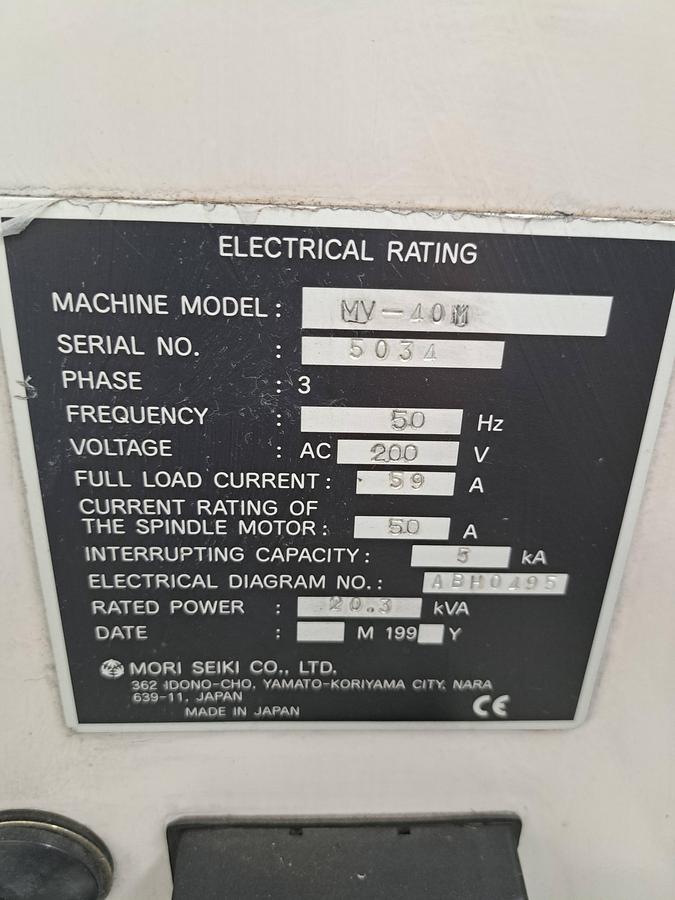 ELECTRICAL RATING
MACHINE MODEL: MV-40M
SERIAL NO. : 5034
PHASE : 3
FREQUENCY : 50 Hz
VOLTAGE : AC 200 V
FULL LOAD CURRENT: 59 A
CURRENT RATING OF
THE SPINDLE MOTOR: 50 A
INTERRUPTING CAPACITY: 5 kA
ELECTRICAL DIAGRAM NO.: ABH0495
RATED POWER : 20.3 kVA
DATE : M 199 Y
MORI SEIKI CO., LTD.
362 IDONO-CHO, YAMATO-KORIYAMA CITY, NARA
639-11, JAPAN
MADE IN JAPAN
CE